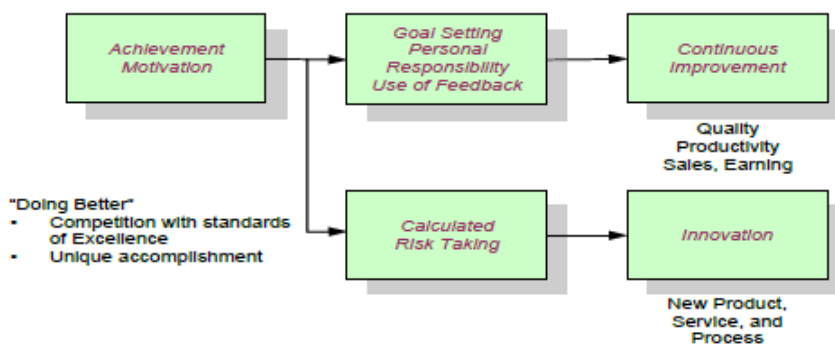 Achievement
Motivation
Goal Setting
Personal
Responsibility
Use of Feedback
Continuous
Improvement
Quality
Productivity
Sales, Earning
"Doing Better"
• Competition with standards
of Excellence
• Unique accomplishment
Calculated
Risk Taking
Innovation
New Product,
Service, and
Process